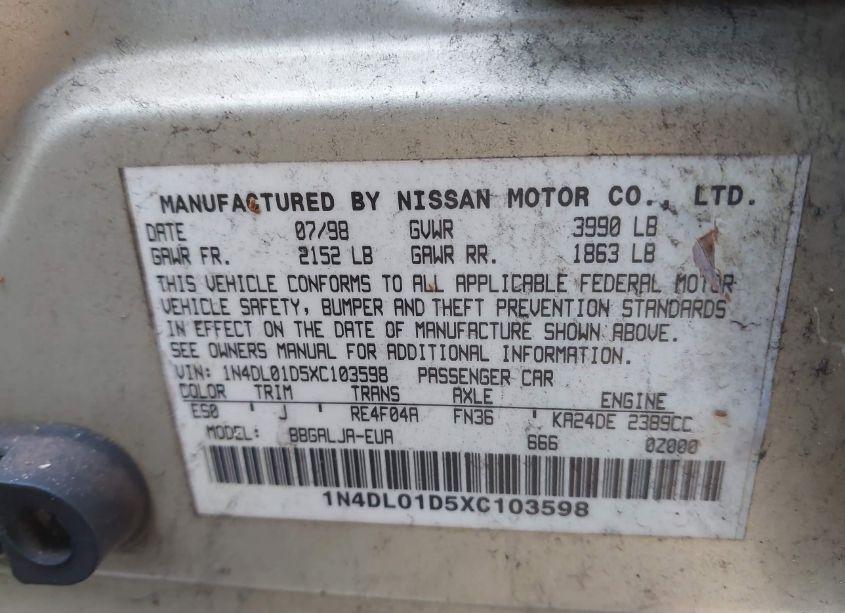 MANUFACTURED BY NISSAN MOTOR CO., LTD.
DATE 07/98 GVWR 3990 LB
GAWR FR. 2152 LB GAWR RR. 1863 LB
THIS VEHICLE CONFORMS TO ALL APPLICABLE FEDERAL MOTOR
VEHICLE SAFETY, BUMPER AND THEFT PREVENTION STANDARDS
IN EFFECT ON THE DATE OF MANUFACTURE SHOWN ABOVE.
SEE OWNERS MANUAL FOR ADDITIONAL INFORMATION.
VIN: 1N4DL01D5XC103598 PASSENGER CAR
COLOR TRIM TRANS AXLE ENGINE
ES0 J RE4F04A FN36 KA24DE 2389CC
MODEL: BBGALJA-EUA 666 0Z000
1N4DL01D5XC103598